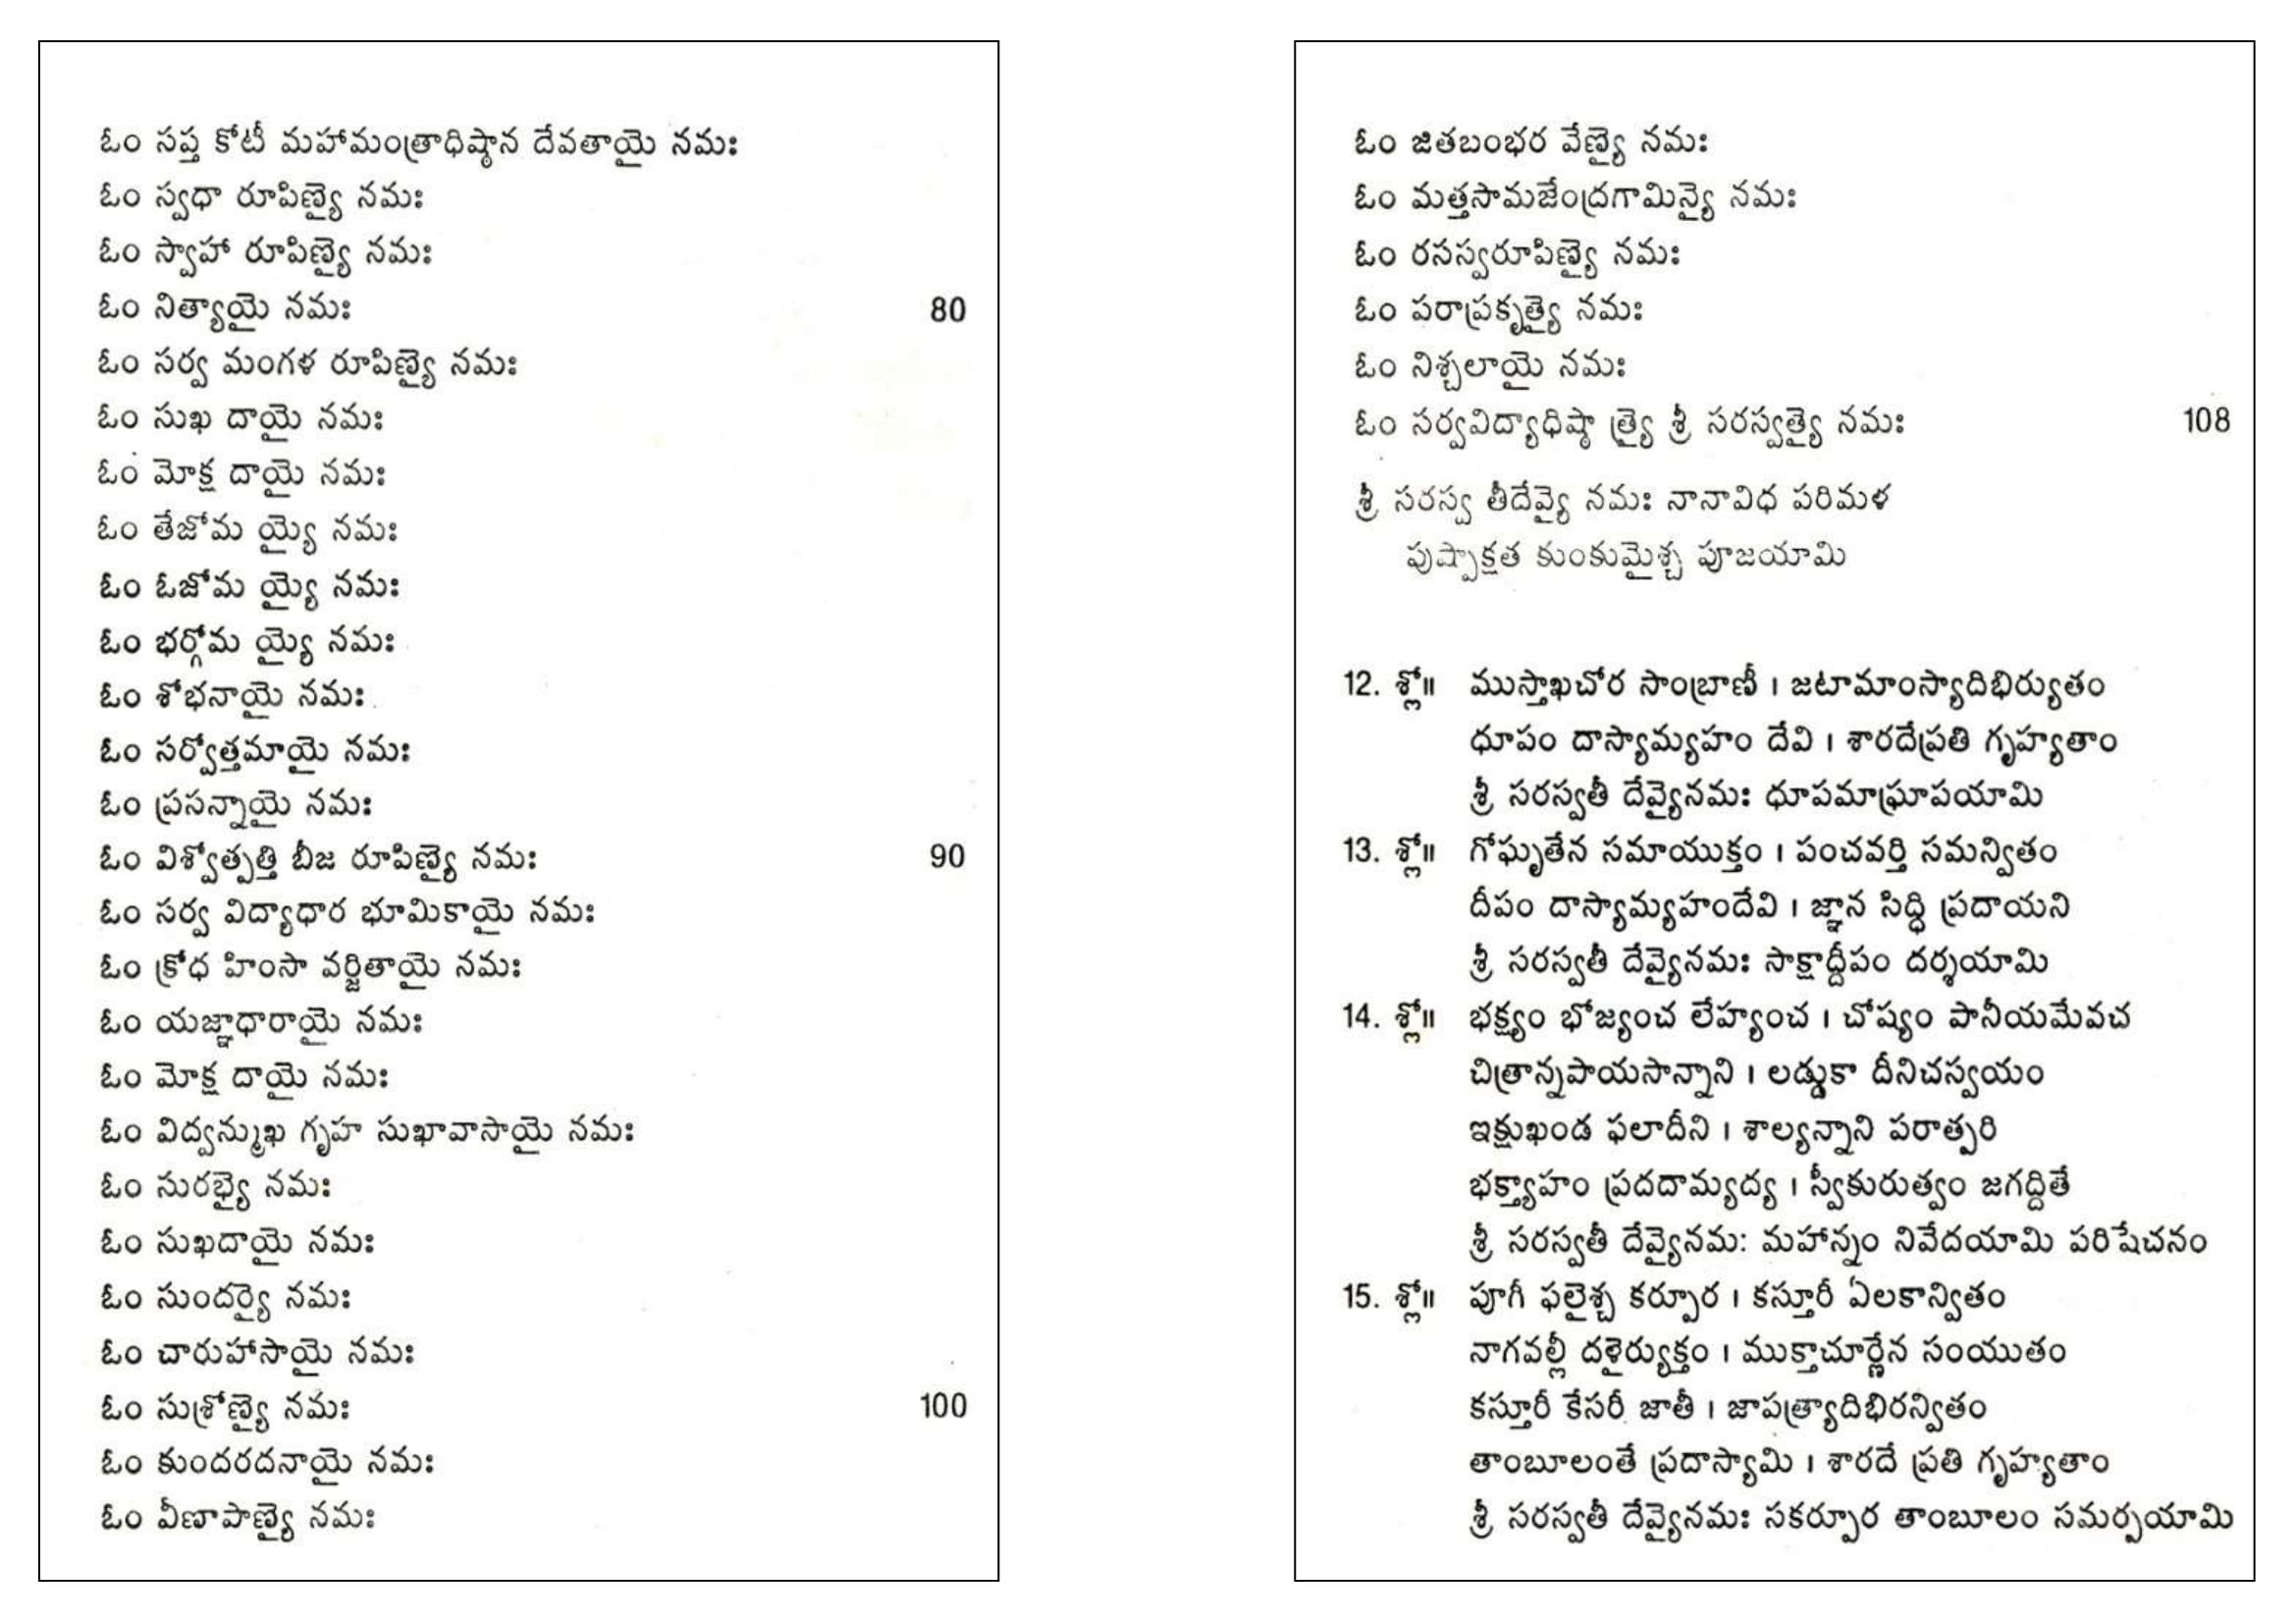 ఓం సప్త కోటీ మహామంత్రాధిష్ఠాన దేవతాయై నమః
ఓం స్వధా రూపిణ్యై నమః
ఓం స్వాహా రూపిణ్యై నమః
ఓం నిత్యాయై నమః 80
ఓం సర్వ మంగళ రూపిణ్యై నమః
ఓం సుఖ దాయై నమః
ఓం మోక్ష దాయై నమః
ఓం తేజోమ య్యై నమః
ఓం ఓజోమ య్యై నమః
ఓం భర్గోమ య్యై నమః
ఓం శోభనాయై నమః
ఓం సర్వోత్తమాయై నమః
ఓం ప్రసన్నాయై నమః
ఓం విశ్వోత్పత్తి బీజ రూపిణ్యై నమః 90
ఓం సర్వ విద్యాధార భూమికాయై నమః
ఓం క్రోధ హింసా వర్జితాయై నమః
ఓం యజ్ఞాధారాయై నమః
ఓం మోక్ష దాయై నమః
ఓం విద్వన్ముఖ గృహ సుఖావాసాయై నమః
ఓం సురభ్యై నమః
ఓం సుఖదాయై నమః
ఓం సుందర్యై నమః
ఓం చారుహాసాయై నమః
ఓం సుశ్రోణ్యై నమః 100
ఓం కుందరదనాయై నమః
ఓం వీణాపాణ్యై నమః
ఓం జితబంభర వేణ్యై నమః
ఓం మత్తసామజేంద్రగామిన్యై నమః
ఓం రసస్వరూపిణ్యై నమః
ఓం పరాప్రకృత్యై నమః
ఓం నిశ్చలాయై నమః
ఓం సర్వవిద్యాధిష్ఠా త్ర్యై శ్రీ సరస్వత్యై నమః 108
శ్రీ సరస్వ తీదేవ్యై నమః నానావిధ పరిమళ
పుష్పాక్షత కుంకుమైశ్చ పూజయామి
12. శ్లో॥ ముస్తాఖచోర సాంబ్రాణీ । జటామాంస్యాదిభిర్యుతం
ధూపం దాస్యామ్యహం దేవి । శారదేప్రతి గృహ్యతాం
శ్రీ సరస్వతీ దేవ్యైనమః ధూపమాఘ్రాపయామి
13. శ్లో॥ గోఘృతేన సమాయుక్తం । పంచవర్తి సమన్వితం
దీపం దాస్యామ్యహందేవి । జ్ఞాన సిద్ధి ప్రదాయని
శ్రీ సరస్వతీ దేవ్యైనమః సాక్షాద్దీపం దర్శయామి
14. శ్లో॥ భక్ష్యం భోజ్యంచ లేహ్యంచ । చోష్యం పానీయమేవచ
చిత్రాన్నపాయసాన్నాని । లడ్డుకా దీనిచస్వయం
ఇక్షుఖండ ఫలాదీని । శాల్యన్నాని పరాత్పరి
భక్త్యాహం ప్రదదామ్యద్య । స్వీకురుత్వం జగద్దితే
శ్రీ సరస్వతీ దేవ్యైనమ: మహాన్నం నివేదయామి పరిషేచనం
15. శ్లో॥ పూగీ ఫలైశ్చ కర్పూర । కస్తూరీ ఏలకాన్వితం
నాగవల్లీ దళైర్యుక్తం । ముక్తాచూర్ణేన సంయుతం
కస్తూరీ కేసరీ జాతీ । జాపత్ర్యాదిభిరన్వితం
తాంబూలంతే ప్రదాస్యామి । శారదే ప్రతి గృహ్యతాం
శ్రీ సరస్వతీ దేవ్యైనమః సకర్పూర తాంబూలం సమర్పయామి